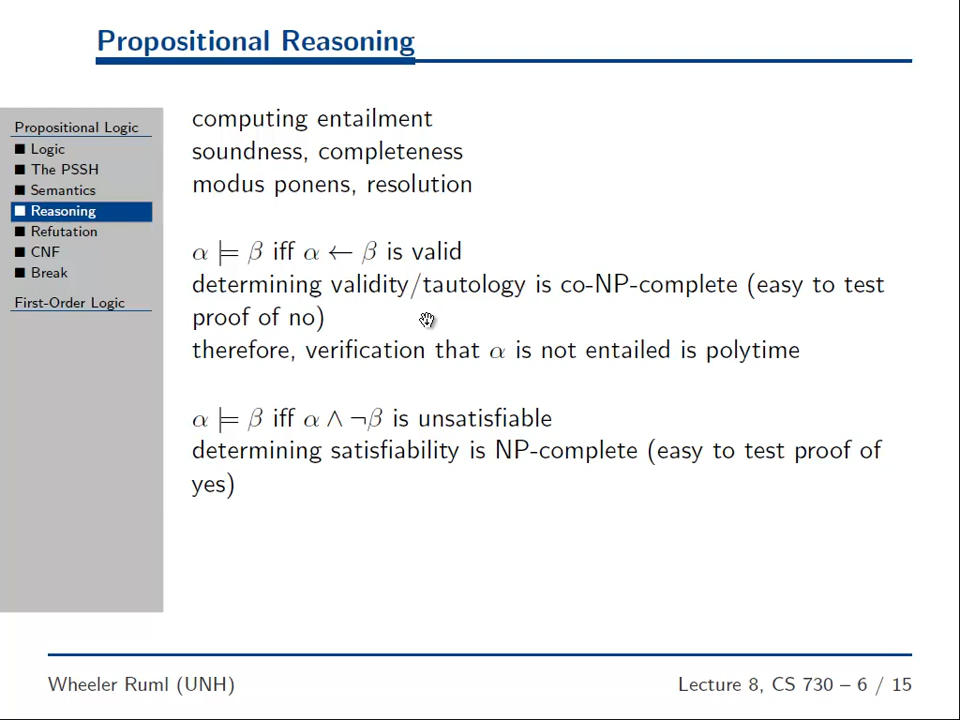 Propositional Reasoning
Propositional Logic
■ Logic
■ The PSSH
■ Semantics
■ Reasoning
■ Refutation
■ CNF
■ Break
First-Order Logic
computing entailment
soundness, completeness
modus ponens, resolution
α ⊨ β iff α ← β is valid
determining validity/tautology is co-NP-complete (easy to test
proof of no)
therefore, verification that α is not entailed is polytime
α ⊨ β iff α ∧ ¬β is unsatisfiable
determining satisfiability is NP-complete (easy to test proof of
yes)
Wheeler Ruml (UNH)
Lecture 8, CS 730 – 6 / 15